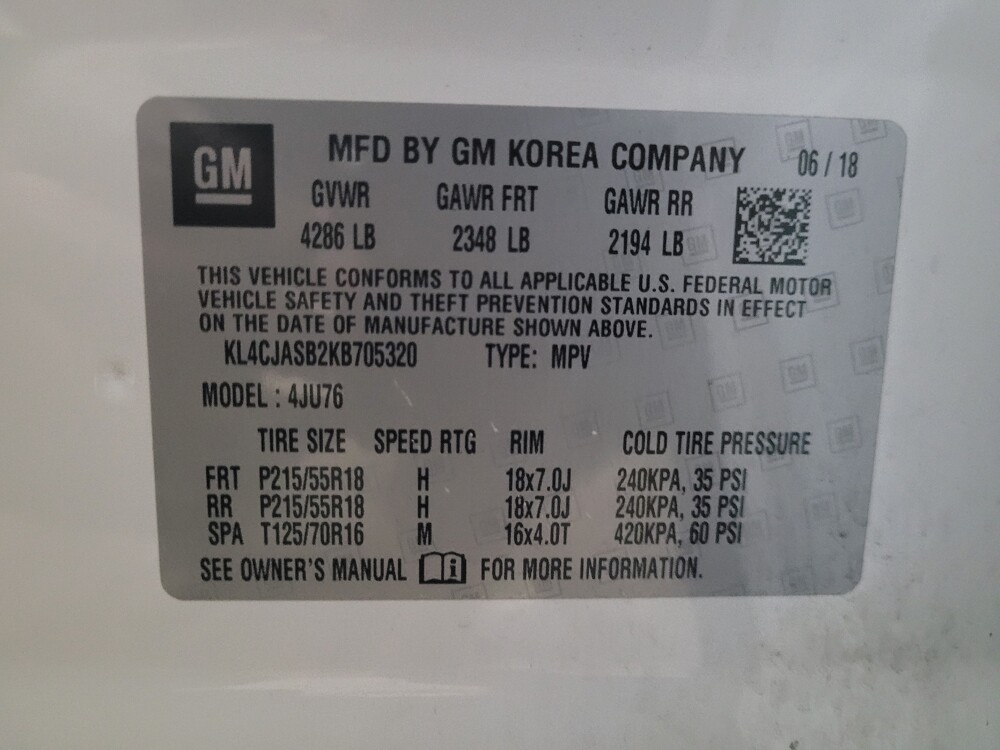 GM
MFD BY GM KOREA COMPANY 06 / 18
GVWR GAWR FRT GAWR RR
4286 LB 2348 LB 2194 LB
THIS VEHICLE CONFORMS TO ALL APPLICABLE U.S. FEDERAL MOTOR
VEHICLE SAFETY AND THEFT PREVENTION STANDARDS IN EFFECT
ON THE DATE OF MANUFACTURE SHOWN ABOVE.
KL4CJASB2KB705320 TYPE: MPV
MODEL : 4JU76
TIRE SIZE SPEED RTG RIM COLD TIRE PRESSURE
FRT P215/55R18 H 18x7.0J 240KPA, 35 PSI
RR P215/55R18 H 18x7.0J 240KPA, 35 PSI
SPA T125/70R16 M 16x4.0T 420KPA, 60 PSI
SEE OWNER'S MANUAL i FOR MORE INFORMATION.